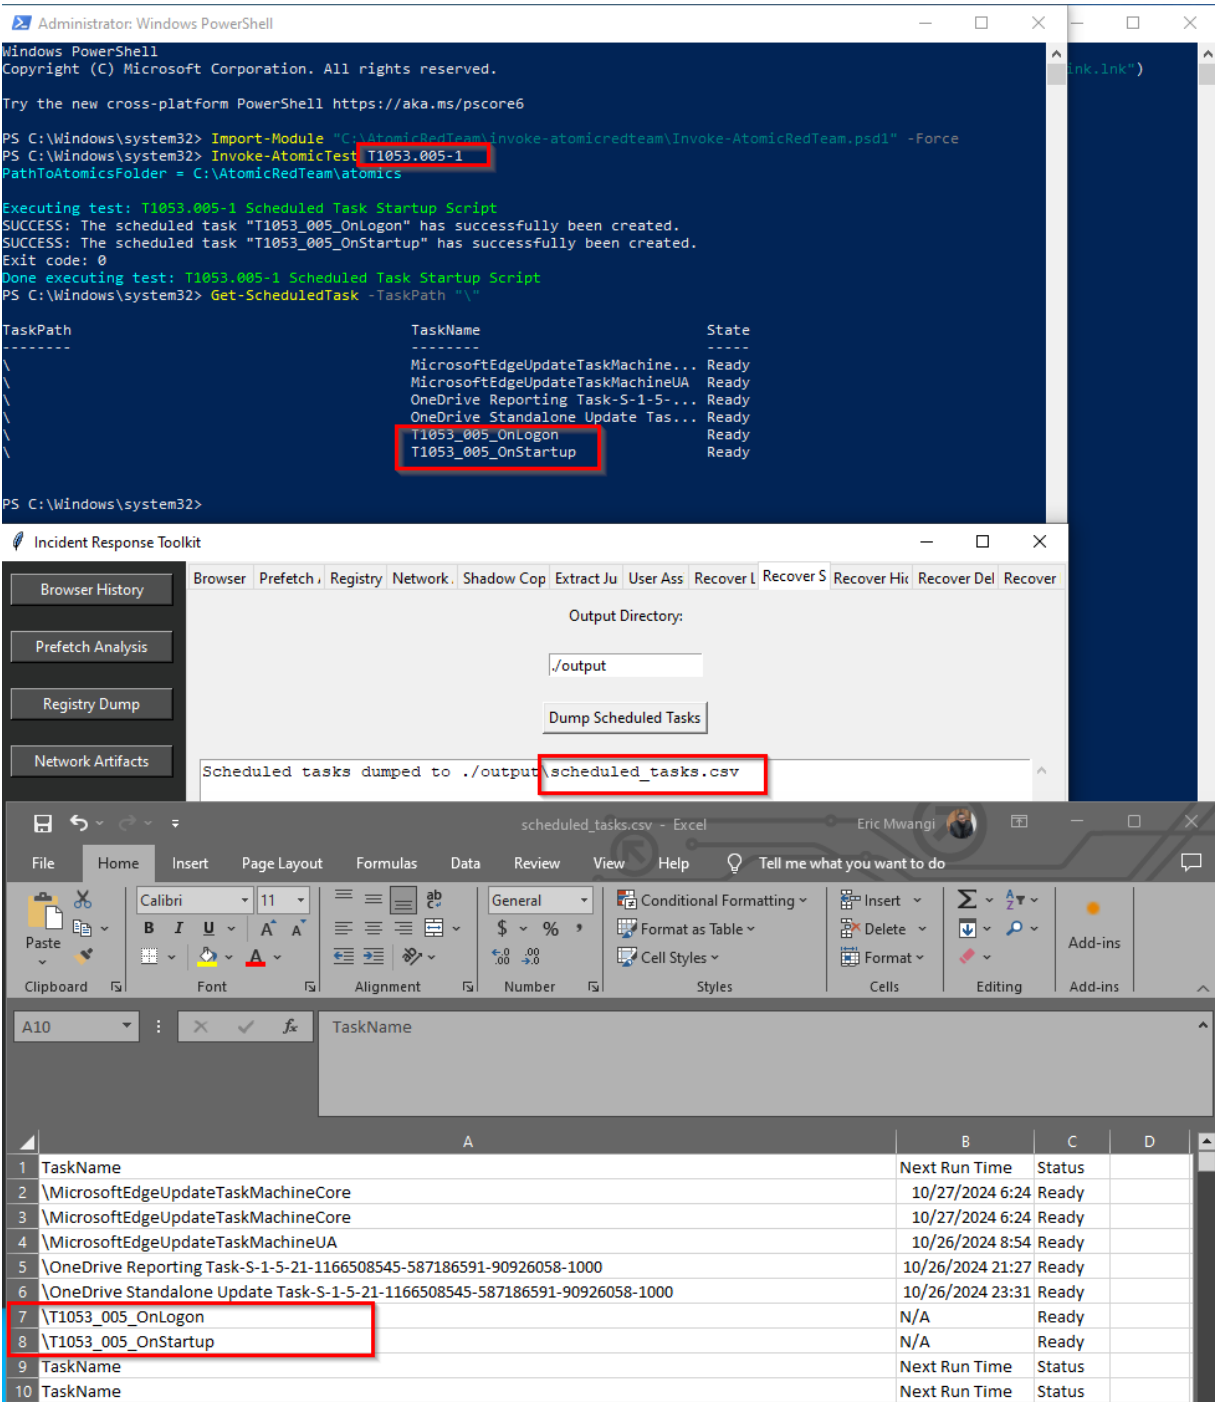 Administrator: Windows PowerShell
Windows PowerShell
Copyright (C) Microsoft Corporation. All rights reserved.
ink.lnk")
Try the new cross-platform PowerShell https://aka.ms/pscore6
PS C:\Windows\system32> Import-Module "C:\AtomicRedTeam\invoke-atomicredteam\Invoke-AtomicRedTeam.psd1" -Force
PS C:\Windows\system32> Invoke-AtomicTest T1053.005-1
PathToAtomicsFolder = C:\AtomicRedTeam\atomics
Executing test: T1053.005-1 Scheduled Task Startup Script
SUCCESS: The scheduled task "T1053_005_OnLogon" has successfully been created.
SUCCESS: The scheduled task "T1053_005_OnStartup" has successfully been created.
Exit code: 0
Done executing test: T1053.005-1 Scheduled Task Startup Script
PS C:\Windows\system32> Get-ScheduledTask -TaskPath "\"
TaskPath TaskName State
-------- -------- -----
\ MicrosoftEdgeUpdateTaskMachine... Ready
\ MicrosoftEdgeUpdateTaskMachineUA Ready
\ OneDrive Reporting Task-S-1-5-... Ready
\ OneDrive Standalone Update Tas... Ready
\ T1053_005_OnLogon Ready
\ T1053_005_OnStartup Ready
PS C:\Windows\system32>
Incident Response Toolkit
Browser Prefetch Registry Network. Shadow Cop Extract Ju User Ass Recover L Recover S Recover Hic Recover Del Recover
Browser History
Prefetch Analysis
Registry Dump
Network Artifacts
Output Directory:
./output
Dump Scheduled Tasks
Scheduled tasks dumped to ./output\scheduled_tasks.csv
scheduled_tasks.csv - Excel Eric Mwangi
File Home Insert Page Layout Formulas Data Review View Help Tell me what you want to do
Calibri 11 ab General Conditional Formatting Insert Σ
Paste B I U A A $ % , Format as Table Delete Add-ins
A .00 .00 Cell Styles Format
Clipboard Font Alignment Number Styles Cells Editing Add-ins
A10 fx TaskName
A B C D
1 TaskName Next Run Time Status
2 \MicrosoftEdgeUpdateTaskMachineCore 10/27/2024 6:24 Ready
3 \MicrosoftEdgeUpdateTaskMachineCore 10/27/2024 6:24 Ready
4 \MicrosoftEdgeUpdateTaskMachineUA 10/26/2024 8:54 Ready
5 \OneDrive Reporting Task-S-1-5-21-1166508545-587186591-90926058-1000 10/26/2024 21:27 Ready
6 \OneDrive Standalone Update Task-S-1-5-21-1166508545-587186591-90926058-1000 10/26/2024 23:31 Ready
7 \T1053_005_OnLogon N/A Ready
8 \T1053_005_OnStartup N/A Ready
9 TaskName Next Run Time Status
10 TaskName Next Run Time Status